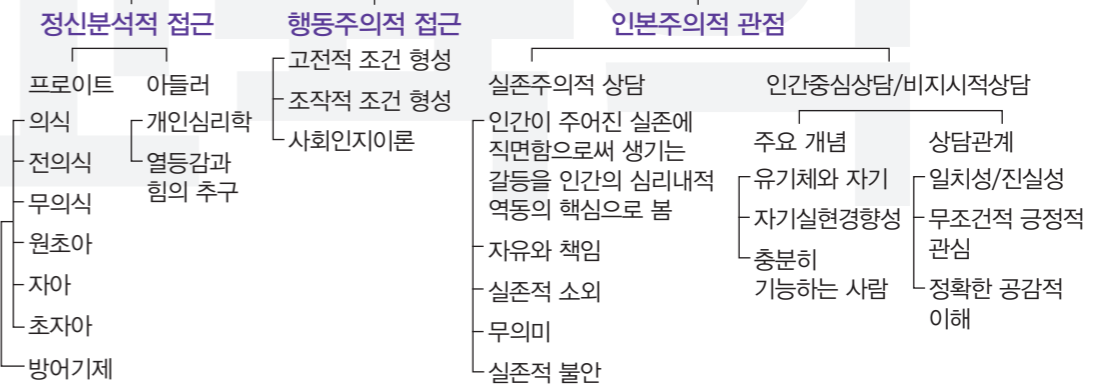 정신분석적 접근
프로이트
의식
전의식
무의식
원초아
자아
초자아
방어기제
아들러
개인심리학
열등감과
힘의 추구
행동주의적 접근
고전적 조건 형성
조작적 조건 형성
사회인지이론
인본주의적 관점
실존주의적 상담
인간이 주어진 실존에
직면함으로써 생기는
갈등을 인간의 심리내적
역동의 핵심으로 봄
자유와 책임
실존적 소외
무의미
실존적 불안
인간중심상담/비지시적상담
주요 개념
유기체와 자기
자기실현경향성
충분히
기능하는 사람
상담관계
일치성/진실성
무조건적 긍정적
관심
정확한 공감적
이해